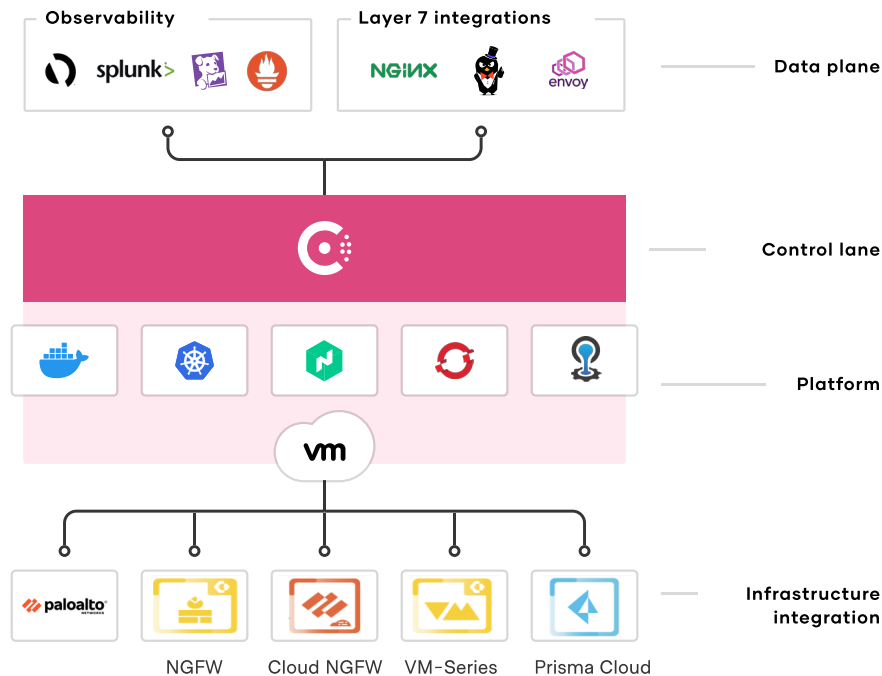 Observability
Layer 7 integrations
splunk>
NGINX
envoy
Data plane
Control lane
Platform
vm
paloalto
NETWORKS
Infrastructure
integration
NGFW
Cloud NGFW
VM-Series
Prisma Cloud